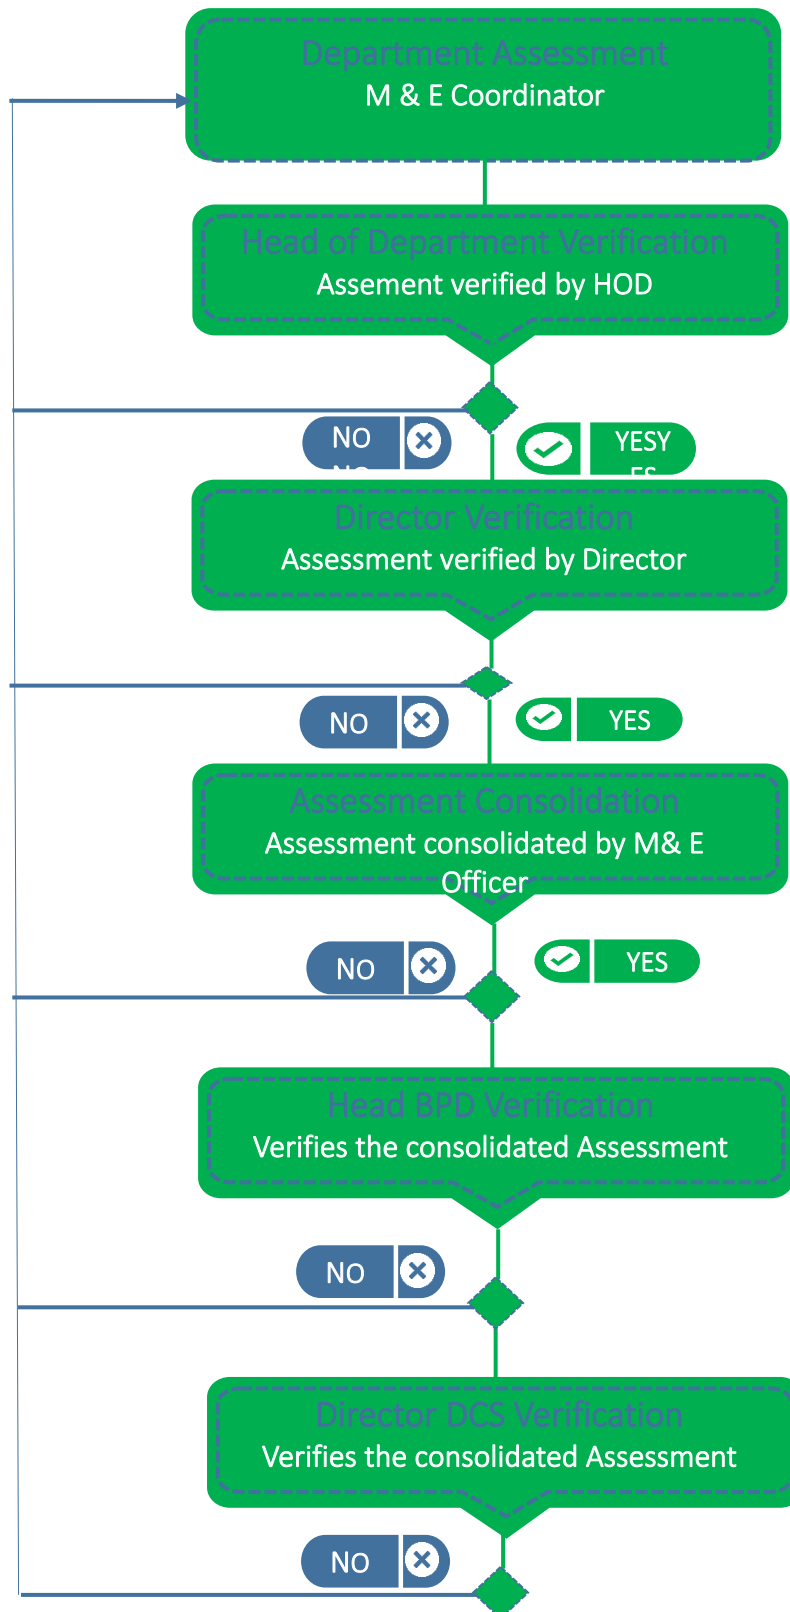 Department Assessment
M & E Coordinator
Head of Department Verification
Assement verified by HOD
NO
NO
YESY
ES
Director Verification
Assessment verified by Director
NO
YES
Assessment Consolidation
Assessment consolidated by M& E
Officer
NO
YES
Head BPD Verification
Verifies the consolidated Assessment
NO
Director DCS Verification
Verifies the consolidated Assessment
NO